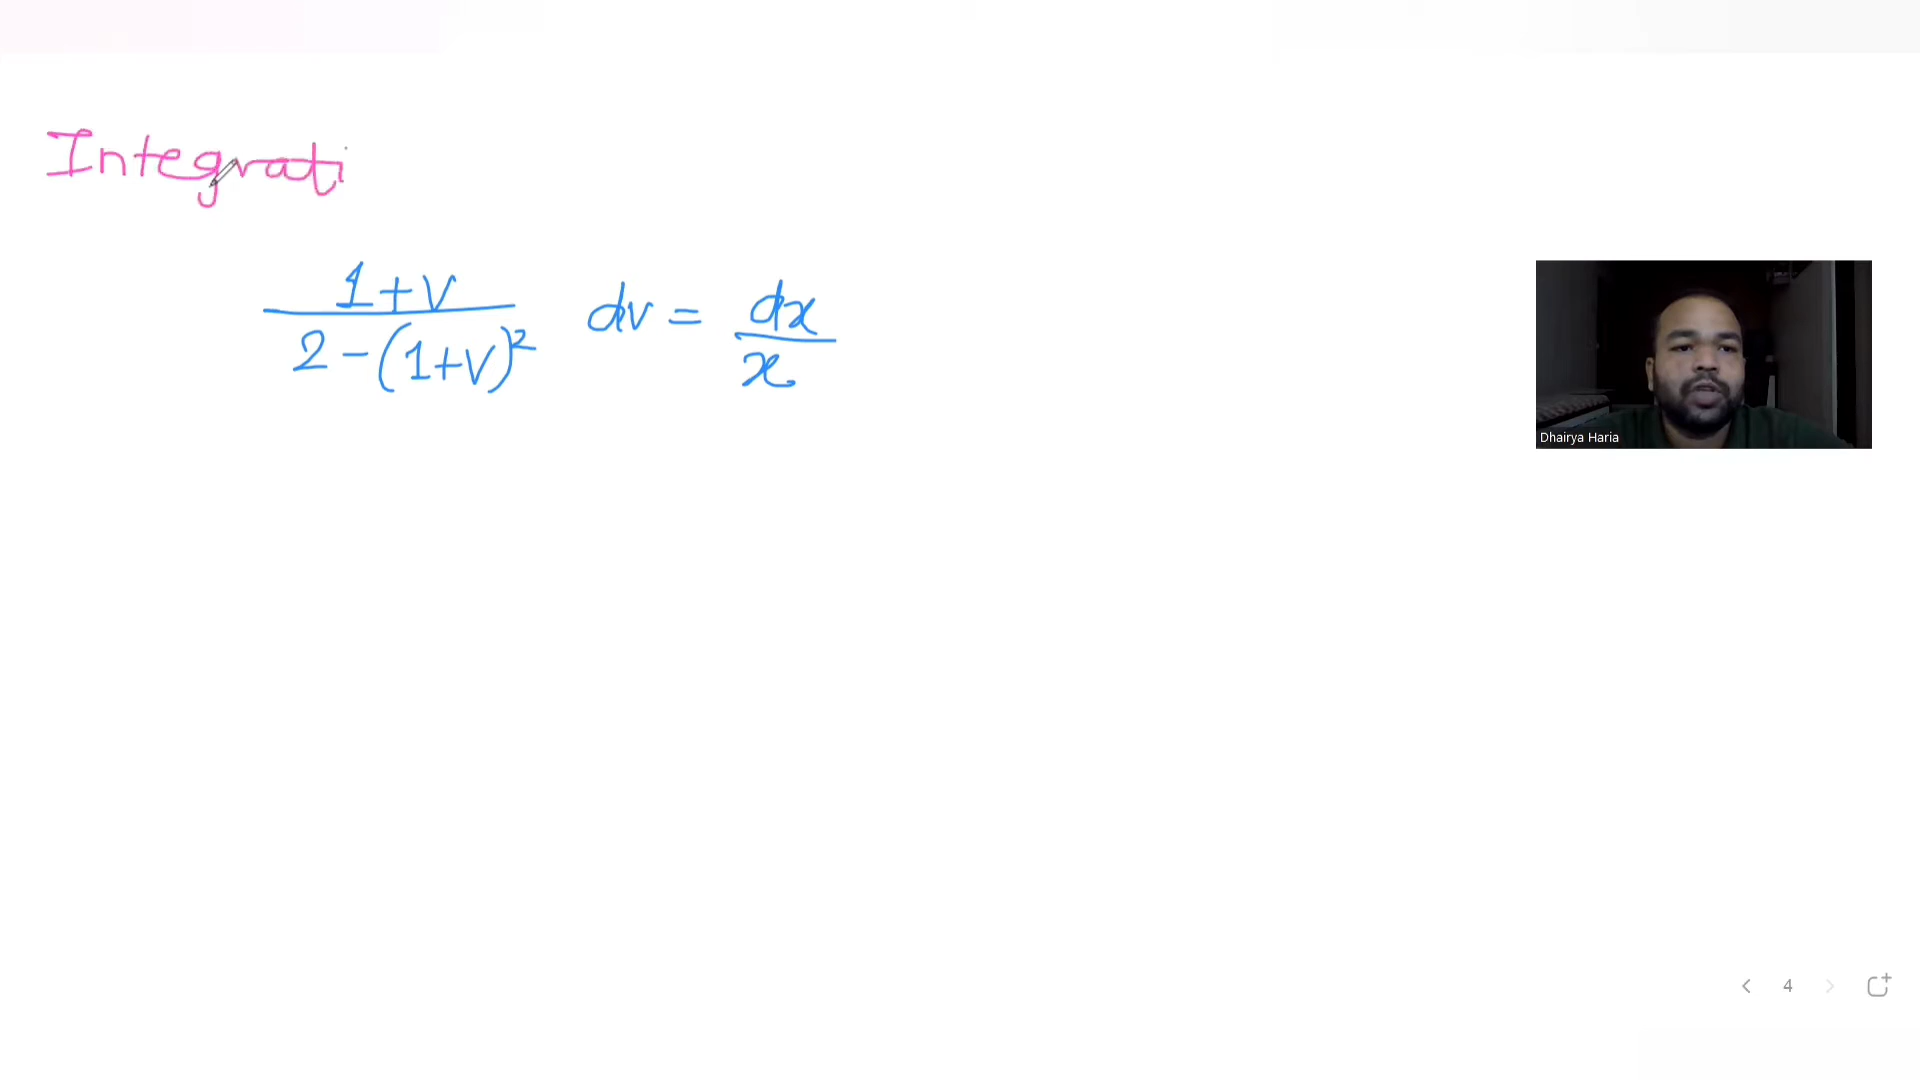 Integrati
1+v / 2-(1+v)² dv = dx / x
Dhairya Haria
4